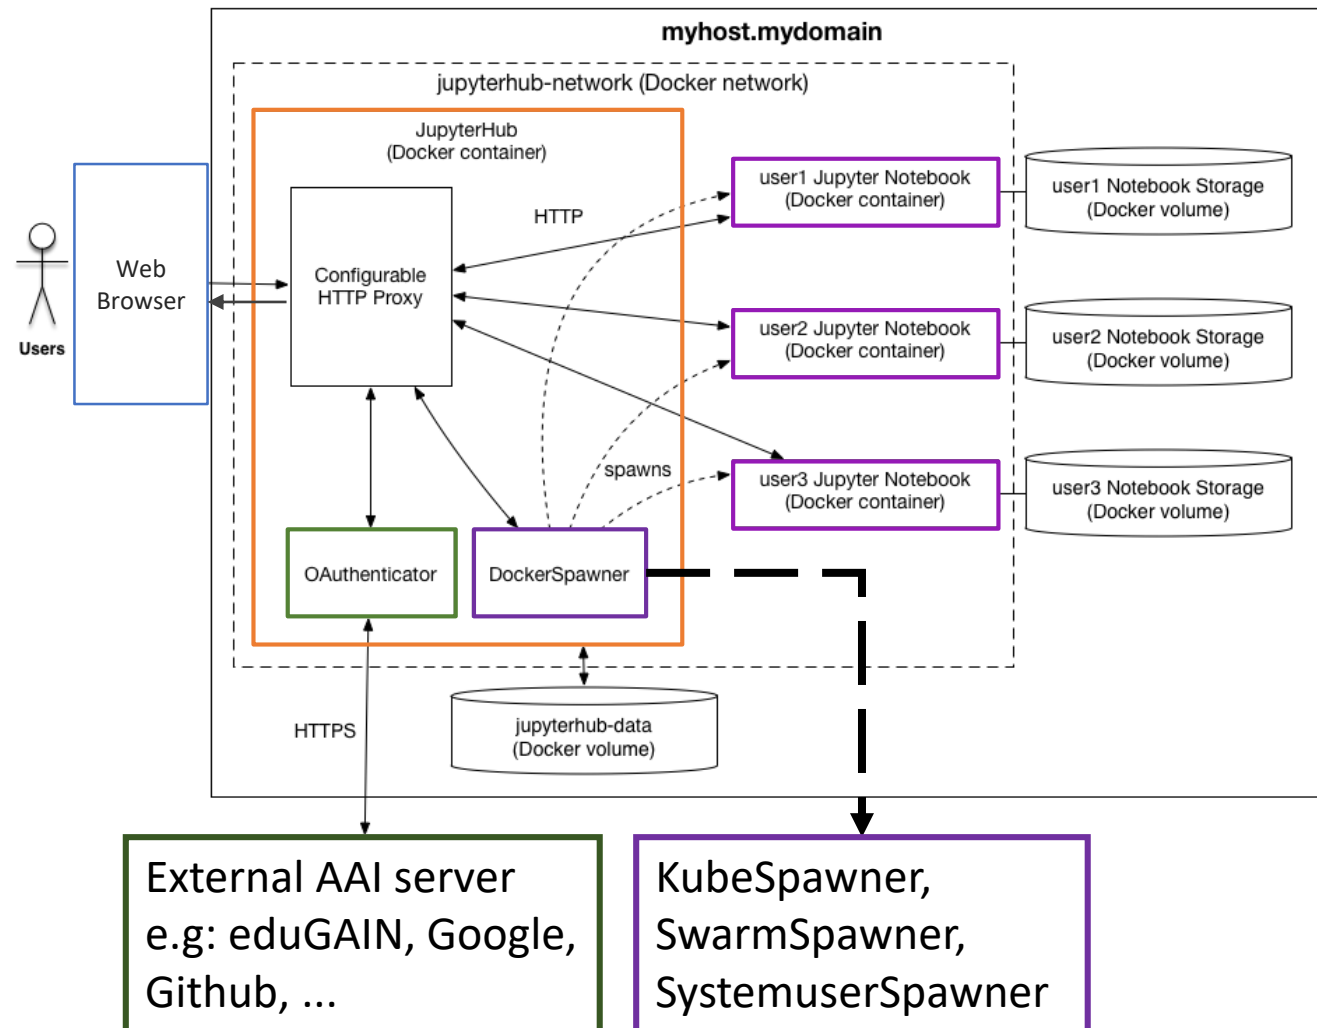 myhost.mydomain
jupyterhub-network (Docker network)
JupyterHub
(Docker container)
Users
Web
Browser
Configurable
HTTP Proxy
HTTP
user1 Jupyter Notebook
(Docker container)
user1 Notebook Storage
(Docker volume)
user2 Jupyter Notebook
(Docker container)
user2 Notebook Storage
(Docker volume)
spawns
user3 Jupyter Notebook
(Docker container)
user3 Notebook Storage
(Docker volume)
OAuthenticator
DockerSpawner
HTTPS
jupyterhub-data
(Docker volume)
External AAI server
e.g: eduGAIN, Google,
Github, ...
KubeSpawner,
SwarmSpawner,
SystemuserSpawner